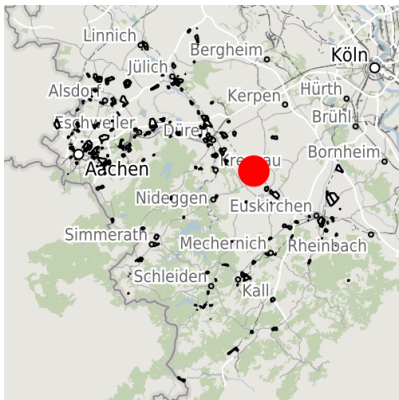 Linnich
Bergheim
Köln
Jülich
Alsdorf
Kerpen
Hürth
Brühl
Eschweiler
Düren
Bornheim
Aachen
Nideggen
Euskirchen
Simmerath
Mechernich
Rheinbach
Schleiden
Kall